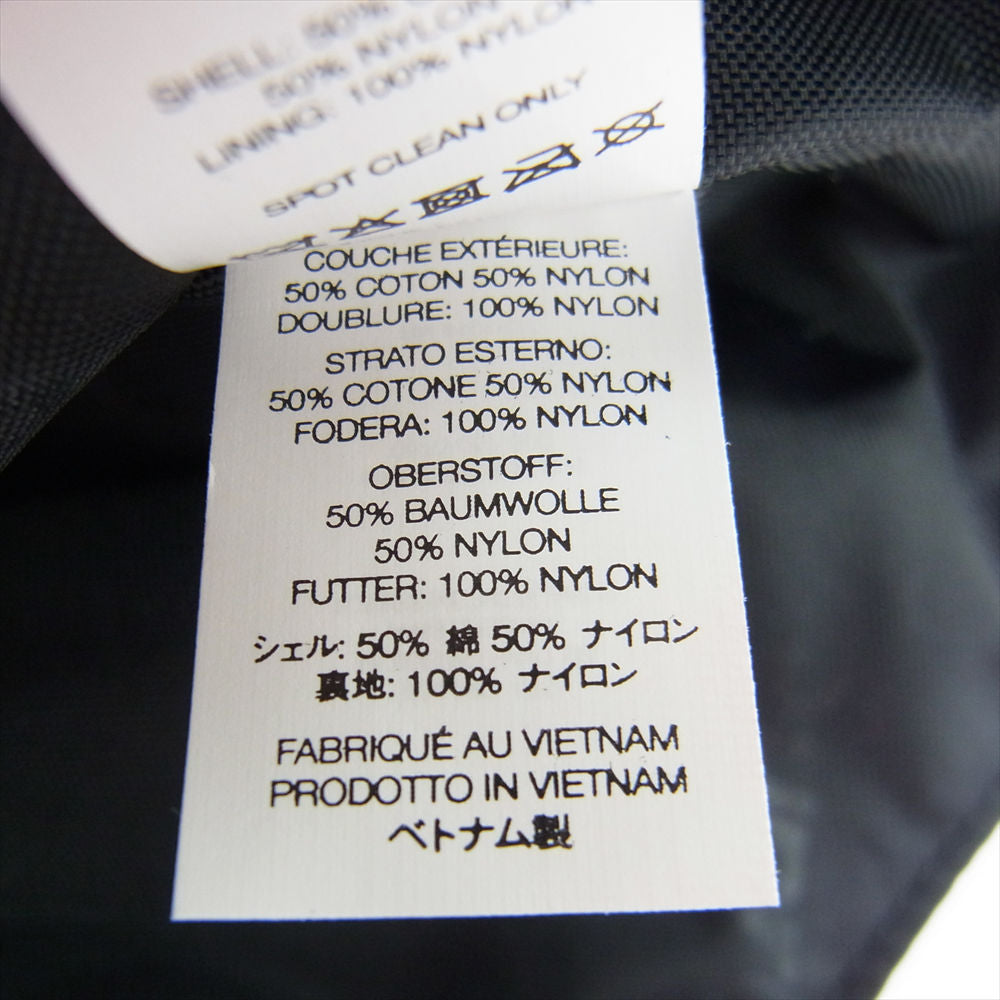 SHELL: 50%
50% NYLON
LINING: 100% NYLON
SPOT CLEAN ONLY
COUCHE EXTÉRIEURE:
50% COTON 50% NYLON
DOUBLURE: 100% NYLON
STRATO ESTERNO:
50% COTONE 50% NYLON
FODERA: 100% NYLON
OBERSTOFF:
50% BAUMWOLLE
50% NYLON
FUTTER: 100% NYLON
シェル: 50% 綿 50% ナイロン
裏地: 100% ナイロン
FABRIQUÉ AU VIETNAM
PRODOTTO IN VIETNAM
ベトナム製